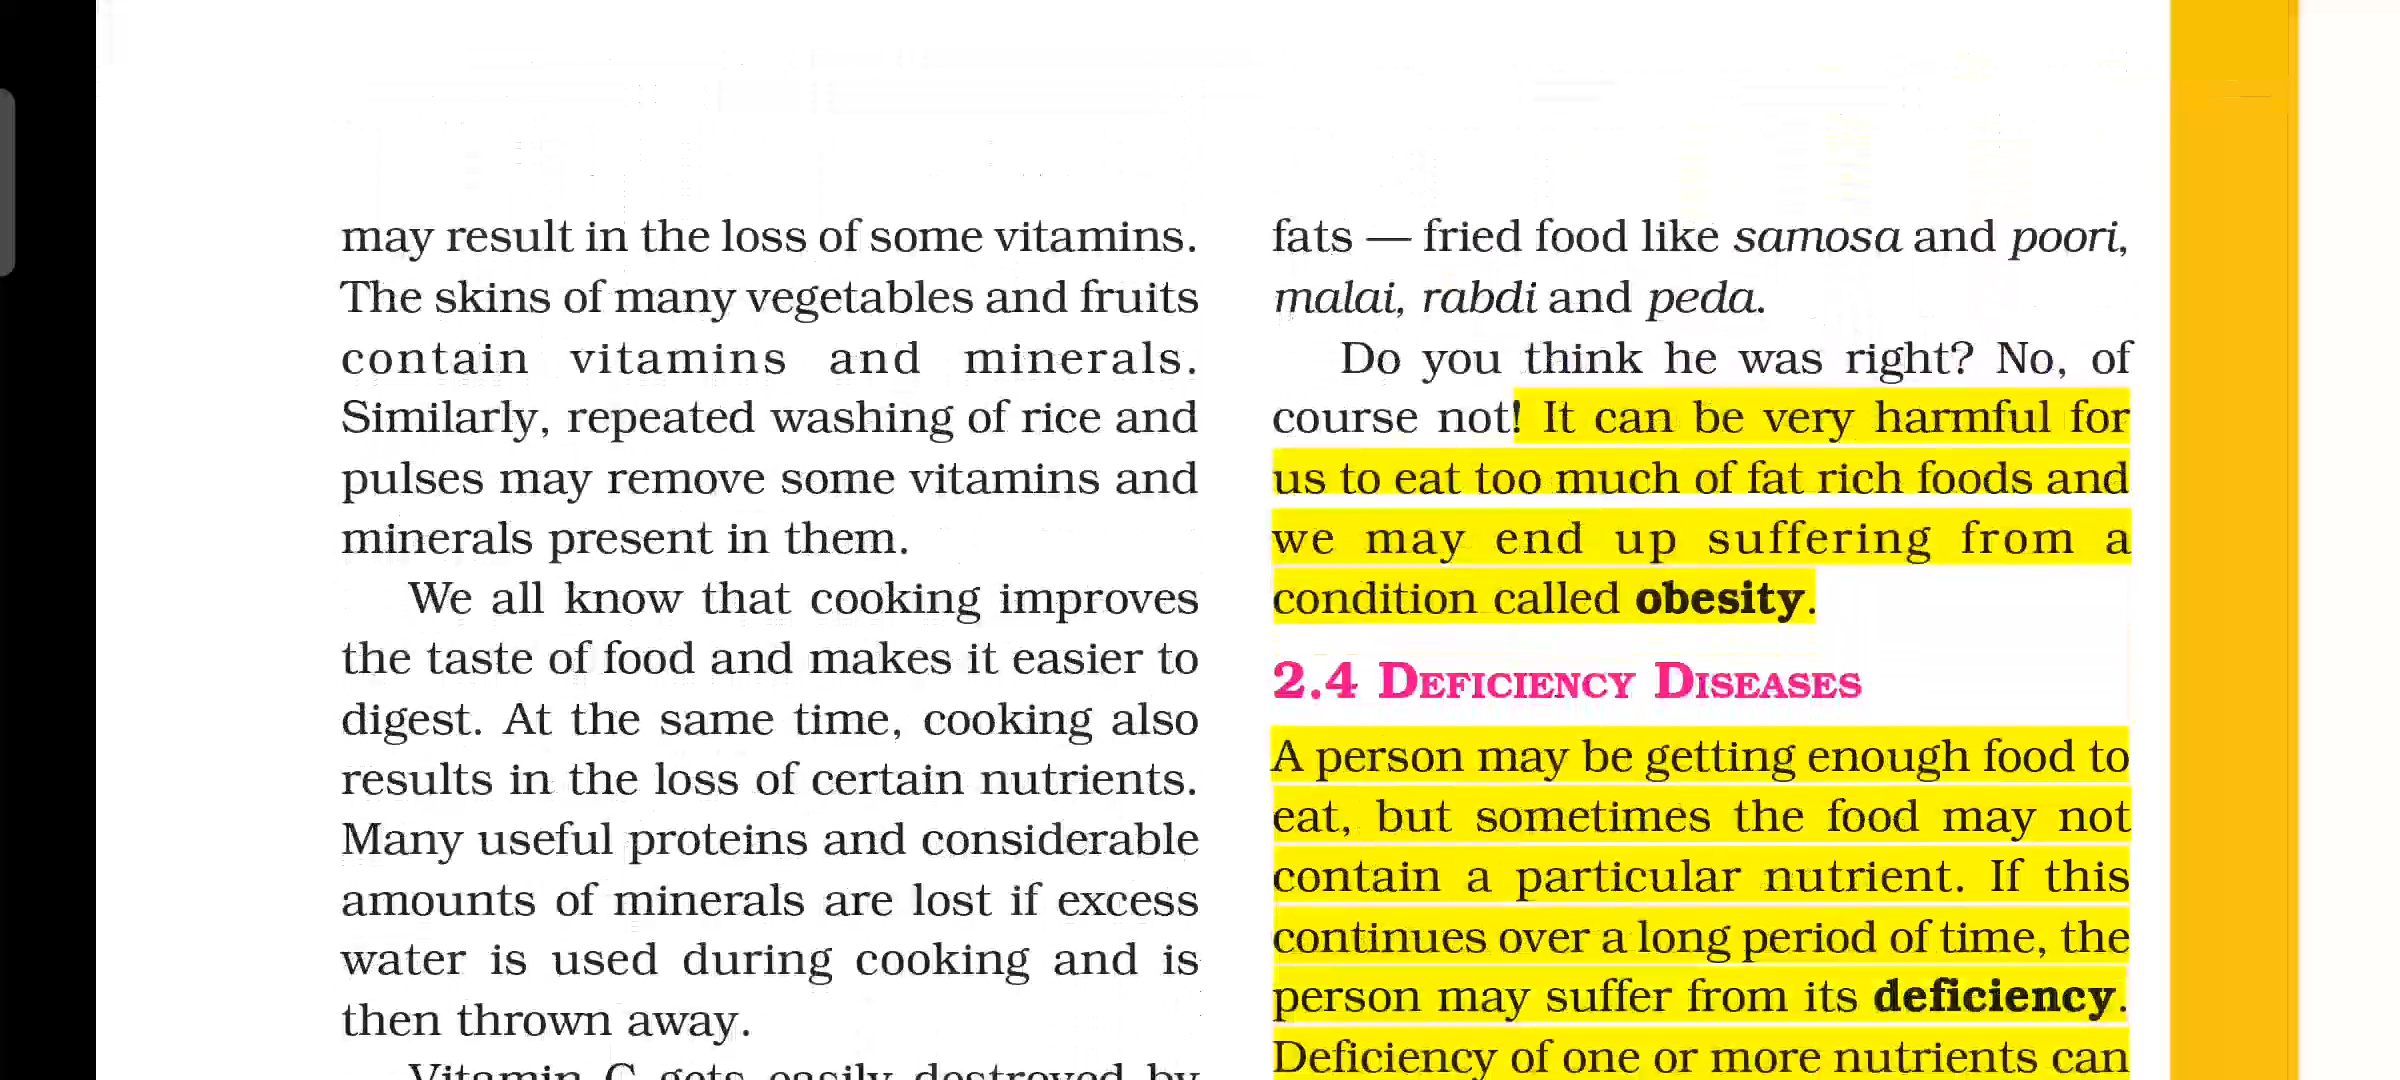 may result in the loss of some vitamins.
The skins of many vegetables and fruits
contain vitamins and minerals.
Similarly, repeated washing of rice and
pulses may remove some vitamins and
minerals present in them.
We all know that cooking improves
the taste of food and makes it easier to
digest. At the same time, cooking also
results in the loss of certain nutrients.
Many useful proteins and considerable
amounts of minerals are lost if excess
water is used during cooking and is
then thrown away.
Vitamin C gets easily destroyed by
fats — fried food like samosa and poori,
malai, rabdi and peda.
Do you think he was right? No, of
course not! It can be very harmful for
us to eat too much of fat rich foods and
we may end up suffering from a
condition called obesity.
2.4 DEFICIENCY DISEASES
A person may be getting enough food to
eat, but sometimes the food may not
contain a particular nutrient. If this
continues over a long period of time, the
person may suffer from its deficiency.
Deficiency of one or more nutrients can